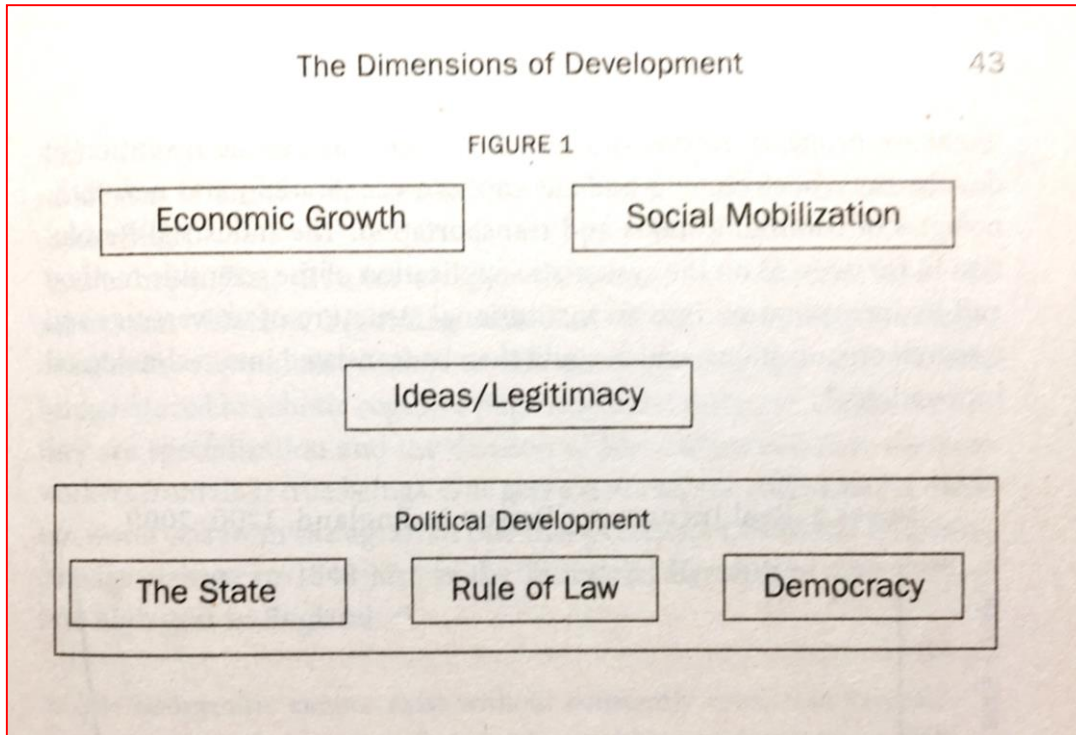 The Dimensions of Development 43
FIGURE 1
Economic Growth Social Mobilization
Ideas/Legitimacy
Political Development
The State Rule of Law Democracy